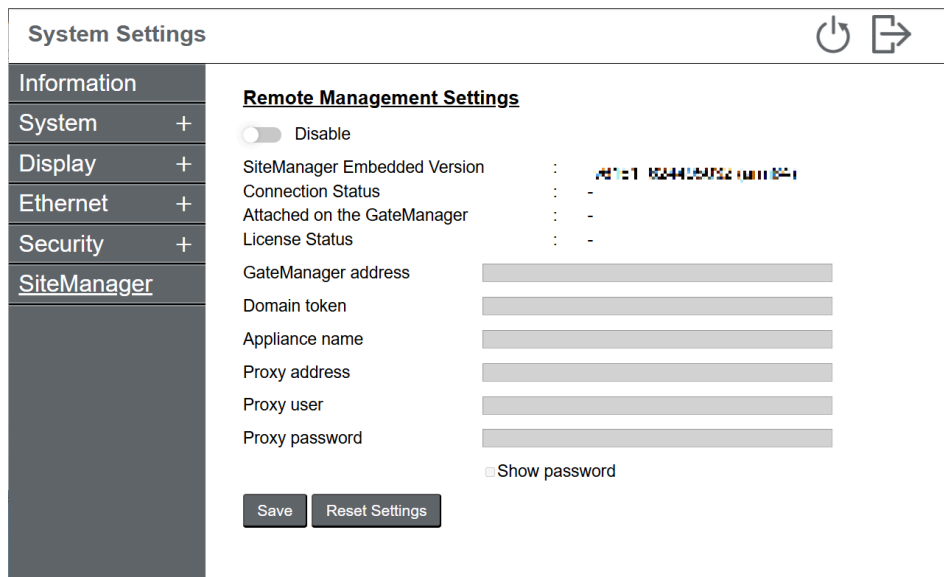 System Settings
Information
System +
Display +
Ethernet +
Security +
SiteManager
Remote Management Settings
Disable
SiteManager Embedded Version :
Connection Status : -
Attached on the GateManager : -
License Status : -
GateManager address
Domain token
Appliance name
Proxy address
Proxy user
Proxy password
Show password
Save Reset Settings